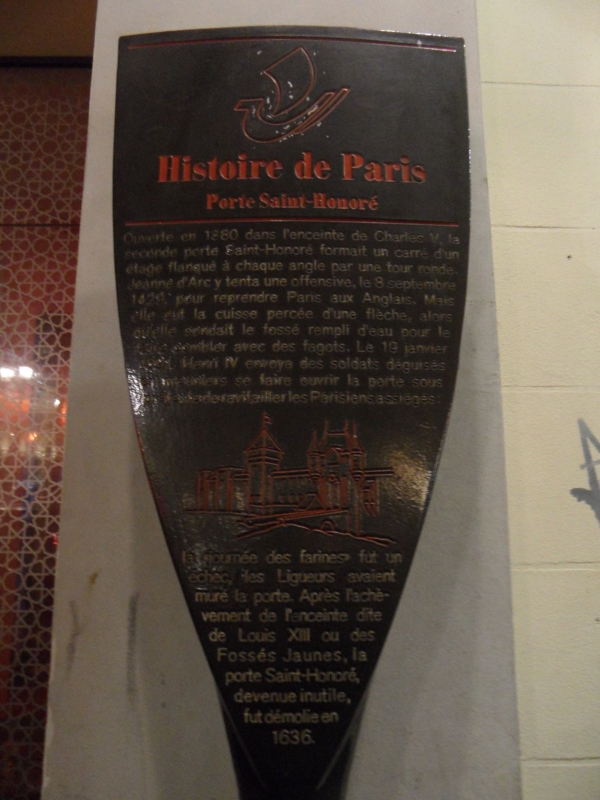 Histoire de Paris
Porte Saint-Honoré
Ouverte en 1380 dans l'enceinte de Charles V, la
seconde porte Saint-Honoré formait un carré d'un
étage flanqué à chaque angle par une tour ronde.
Jeanne d'Arc y tenta une offensive, le 8 septembre
1429, pour reprendre Paris aux Anglais. Mais
elle eut la cuisse percée d'une flèche, alors
qu'elle sondait le fossé rempli d'eau pour le
faire combler avec des fagots. Le 19 janvier
Henri IV envoya des soldats déguisés
se faire ouvrir la porte sous
ravitailler les Parisiens assiégés:
la «journée des farines» fut un
échec, les Ligueurs avaient
muré la porte. Après l'achè-
vement de l'enceinte dite
de Louis XIII ou des
Fossés Jaunes, la
porte Saint-Honoré,
devenue inutile,
fut démolie en
1636.